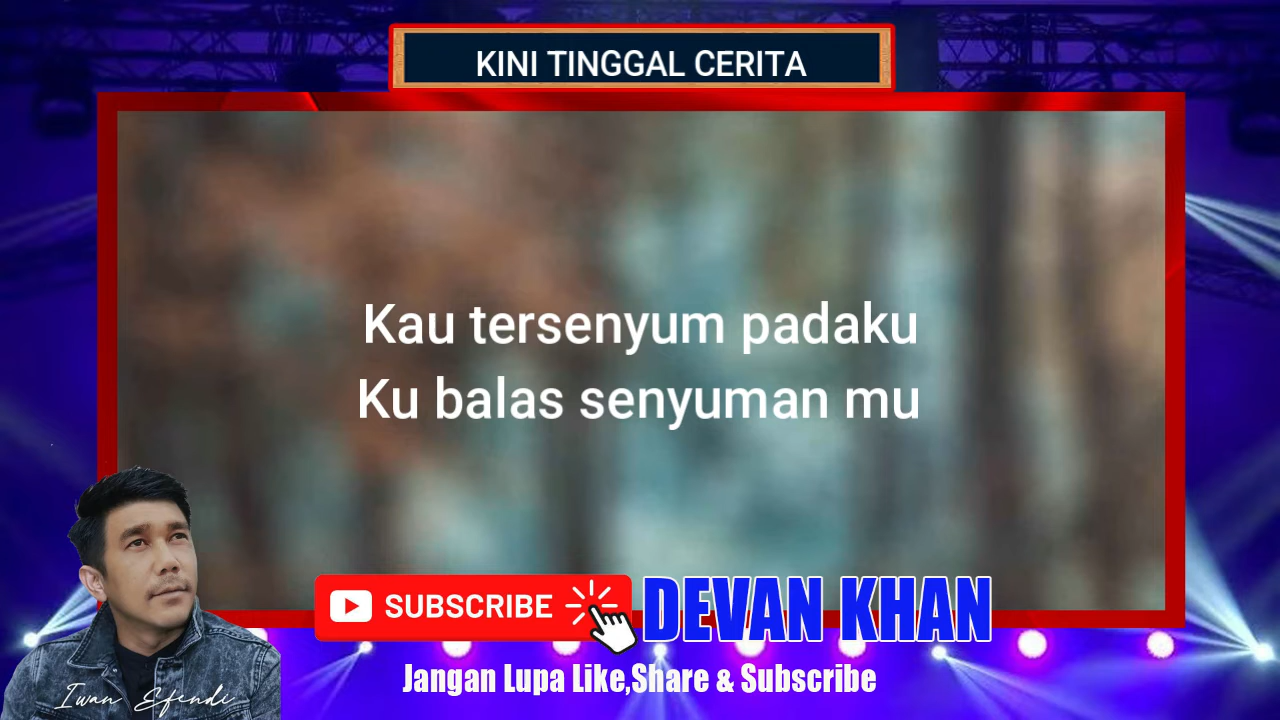 KINI TINGGAL CERITA
Kau tersenyum padaku
Ku balas senyuman mu
SUBSCRIBE
DEVAN KHAN
Jangan Lupa Like,Share & Subscribe
Iwan Efendi